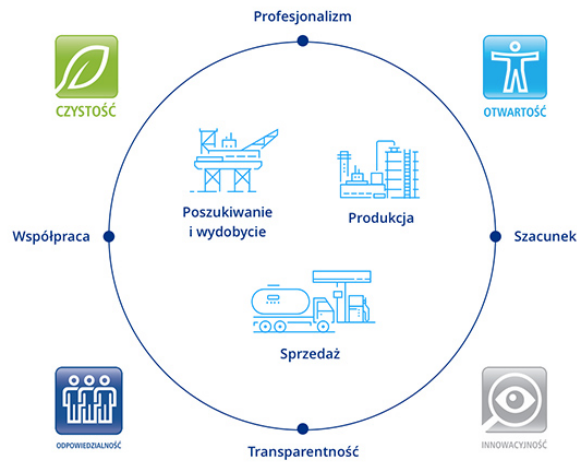 Profesjonalizm
CZYSTOŚĆ
OTWARTOŚĆ
Poszukiwanie
i wydobycie
Produkcja
Współpraca
Szacunek
Sprzedaż
ODPOWIEDZIALNOŚĆ
INNOWACYJNOŚĆ
Transparentność